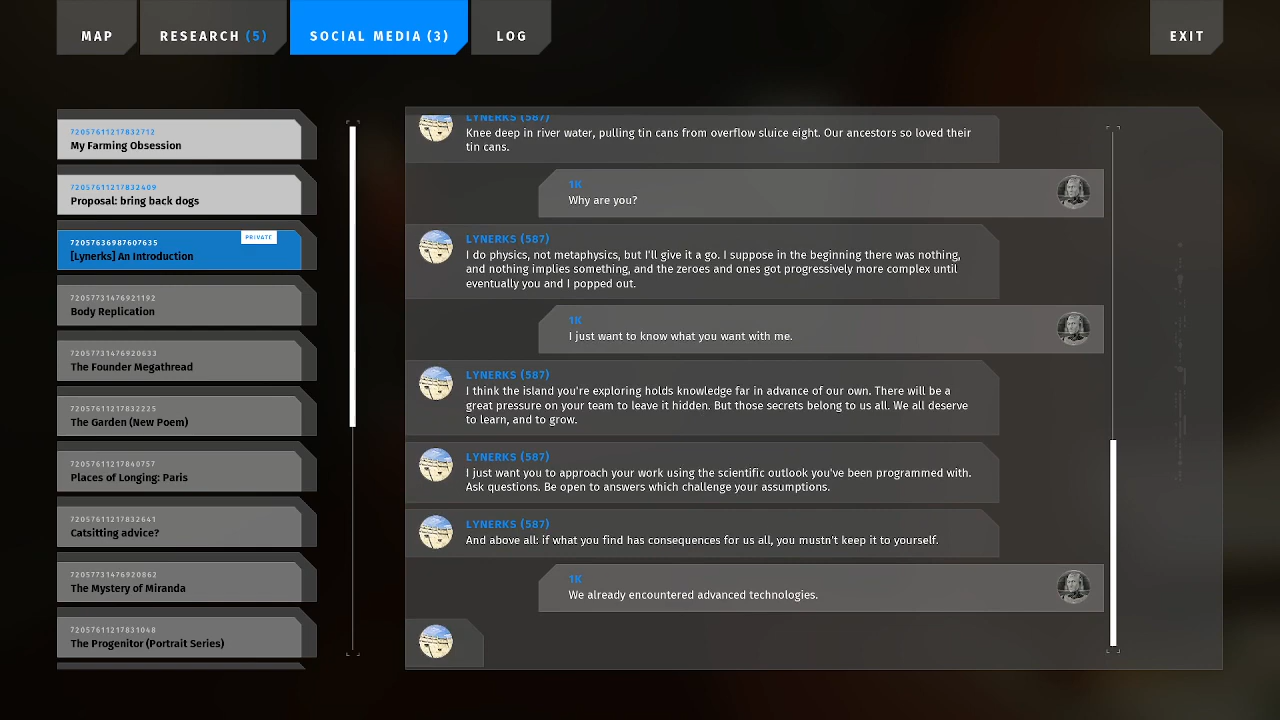 MAP
RESEARCH (5)
SOCIAL MEDIA (3)
LOG
EXIT
72057611217832712
My Farming Obsession
72057611217832409
Proposal: bring back dogs
PRIVATE
72057636987607635
[Lynerks] An Introduction
72057731476921192
Body Replication
72057731476920633
The Founder Megathread
72057611217832225
The Garden (New Poem)
72057611217840757
Places of Longing: Paris
72057611217832641
Catsitting advice?
72057731476920862
The Mystery of Miranda
72057611217831048
The Progenitor (Portrait Series)
LYNERKS (587)
Knee deep in river water, pulling tin cans from overflow sluice eight. Our ancestors so loved their
tin cans.
1K
Why are you?
LYNERKS (587)
I do physics, not metaphysics, but I'll give it a go. I suppose in the beginning there was nothing,
and nothing implies something, and the zeroes and ones got progressively more complex until
eventually you and I popped out.
1K
I just want to know what you want with me.
LYNERKS (587)
I think the island you're exploring holds knowledge far in advance of our own. There will be a
great pressure on your team to leave it hidden. But those secrets belong to us all. We all deserve
to learn, and to grow.
LYNERKS (587)
I just want you to approach your work using the scientific outlook you've been programmed with.
Ask questions. Be open to answers which challenge your assumptions.
LYNERKS (587)
And above all: if what you find has consequences for us all, you mustn't keep it to yourself.
1K
We already encountered advanced technologies.